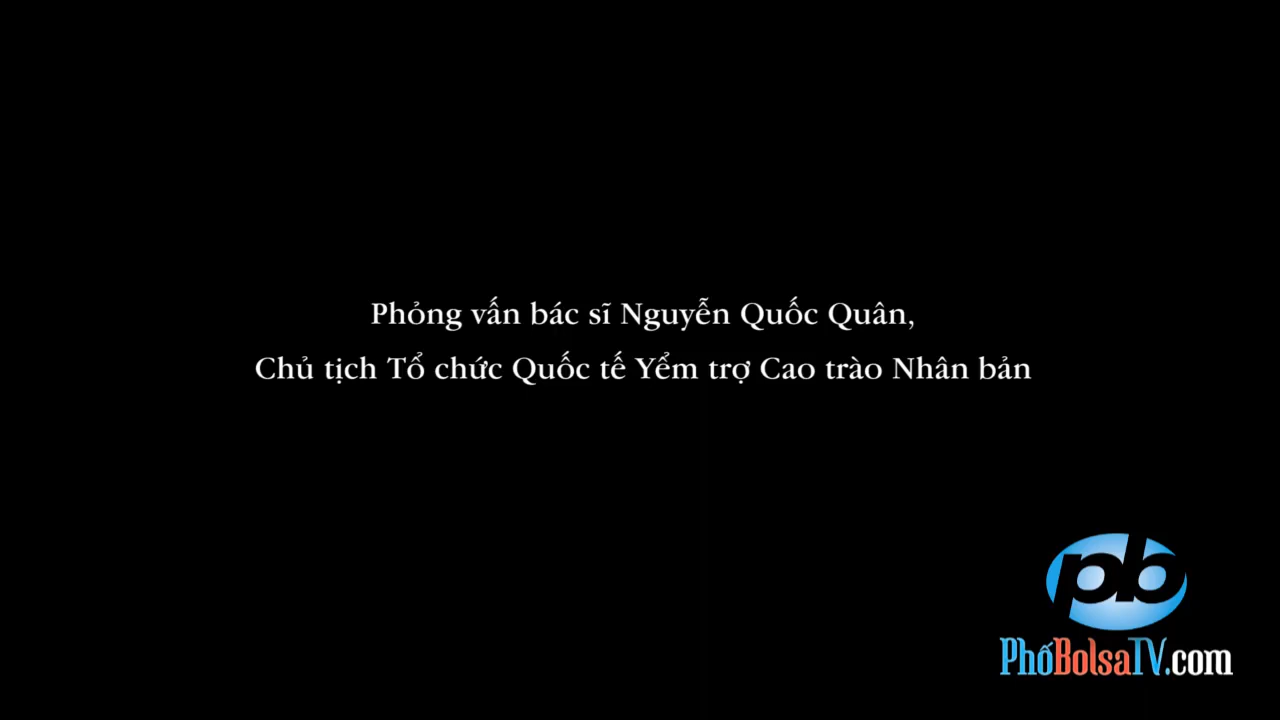 Phỏng vấn bác sĩ Nguyễn Quốc Quân,
Chủ tịch Tổ chức Quốc tế Yểm trợ Cao trào Nhân bản
pb
PhốBolsaTV.com